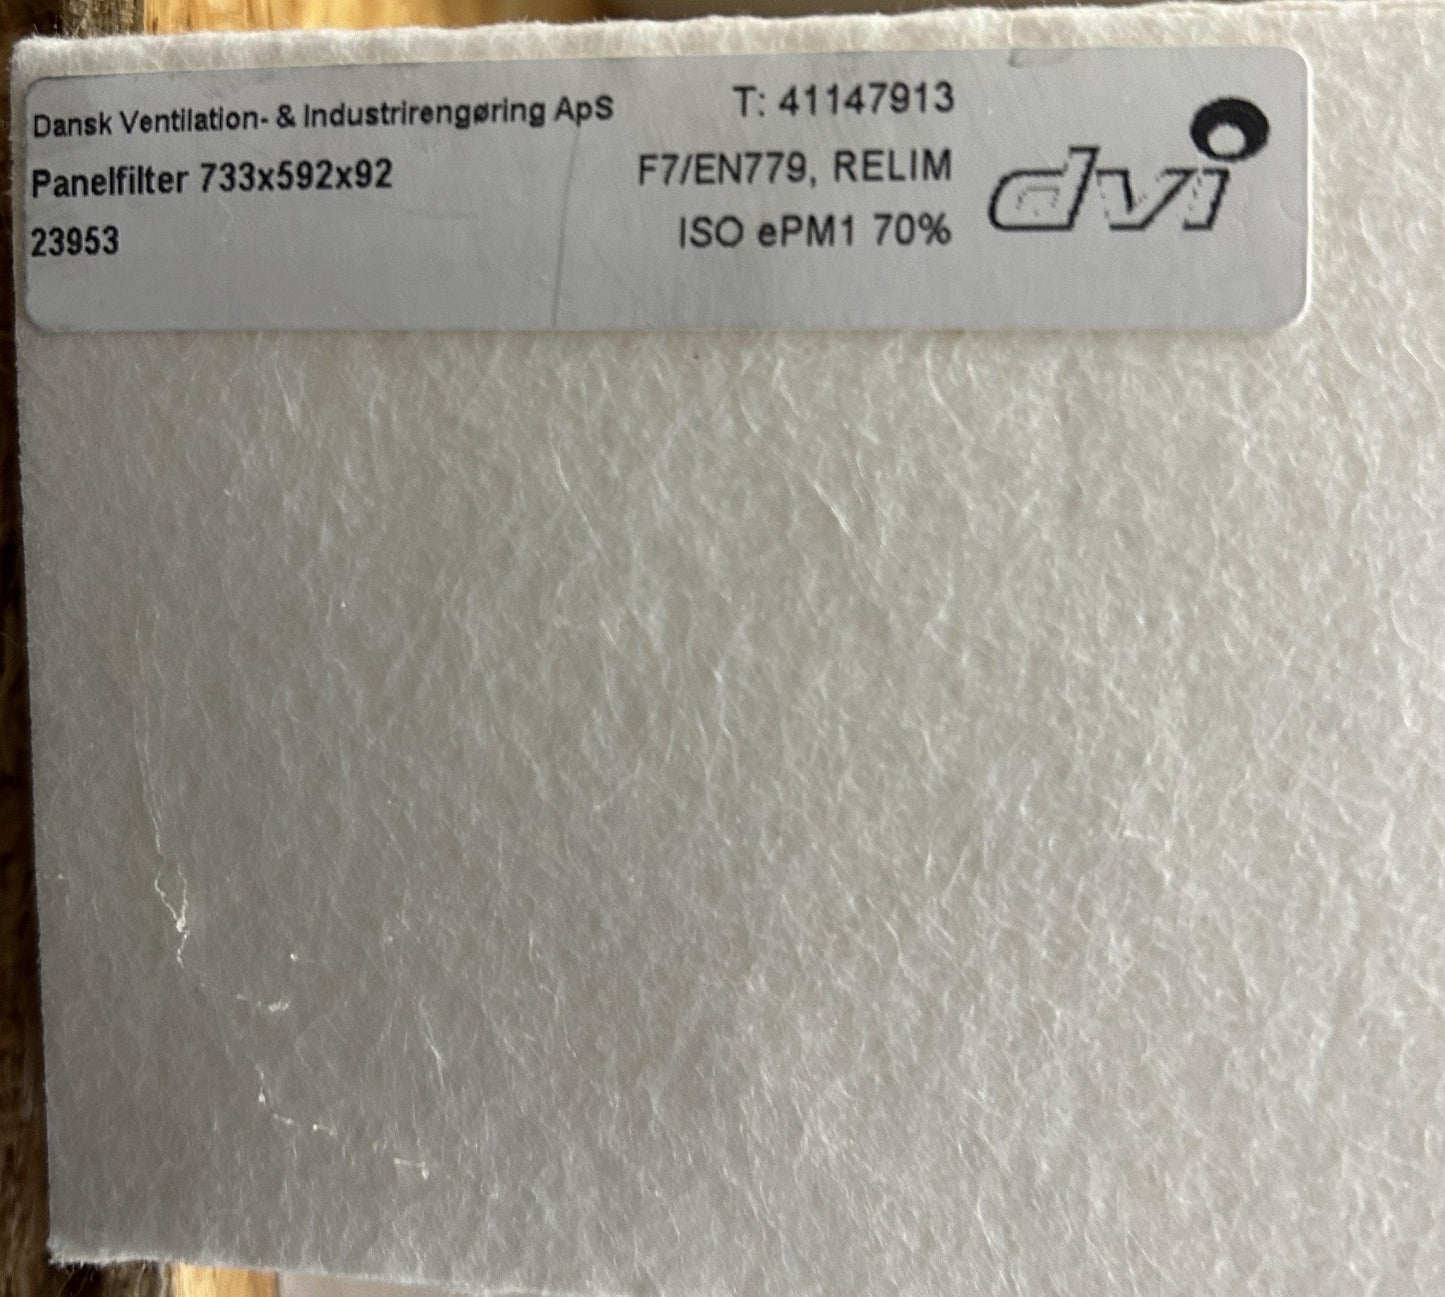 Dansk Ventilation- & Industrirengøring ApS
Panelfilter 733x592x92
23953
T: 41147913
F7/EN779, RELIM
ISO ePM1 70%
dvi